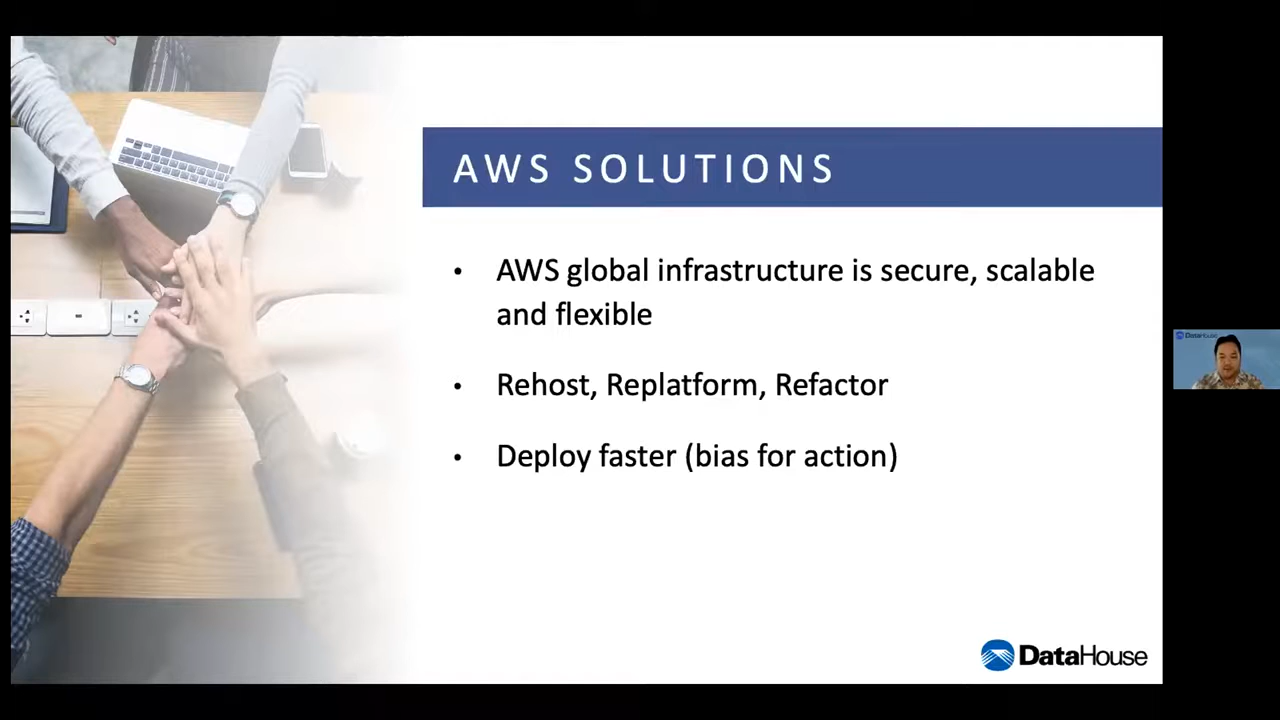 AWS SOLUTIONS
• AWS global infrastructure is secure, scalable
and flexible
• Rehost, Replatform, Refactor
• Deploy faster (bias for action)
DataHouse
DataHouse